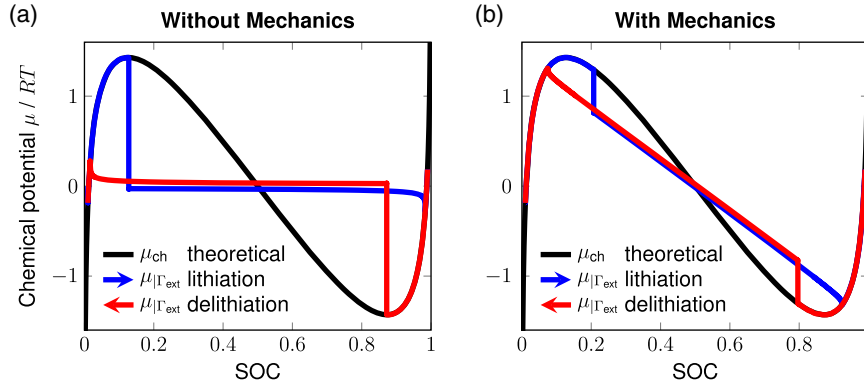 (a) Without Mechanics
(b) With Mechanics
Chemical potential μ / RT
1
0
−1
μch theoretical
μ|Γext lithiation
μ|Γext delithiation
0 0.2 0.4 0.6 0.8 1
SOC
1
0
−1
μch theoretical
μ|Γext lithiation
μ|Γext delithiation
0 0.2 0.4 0.6 0.8 1
SOC